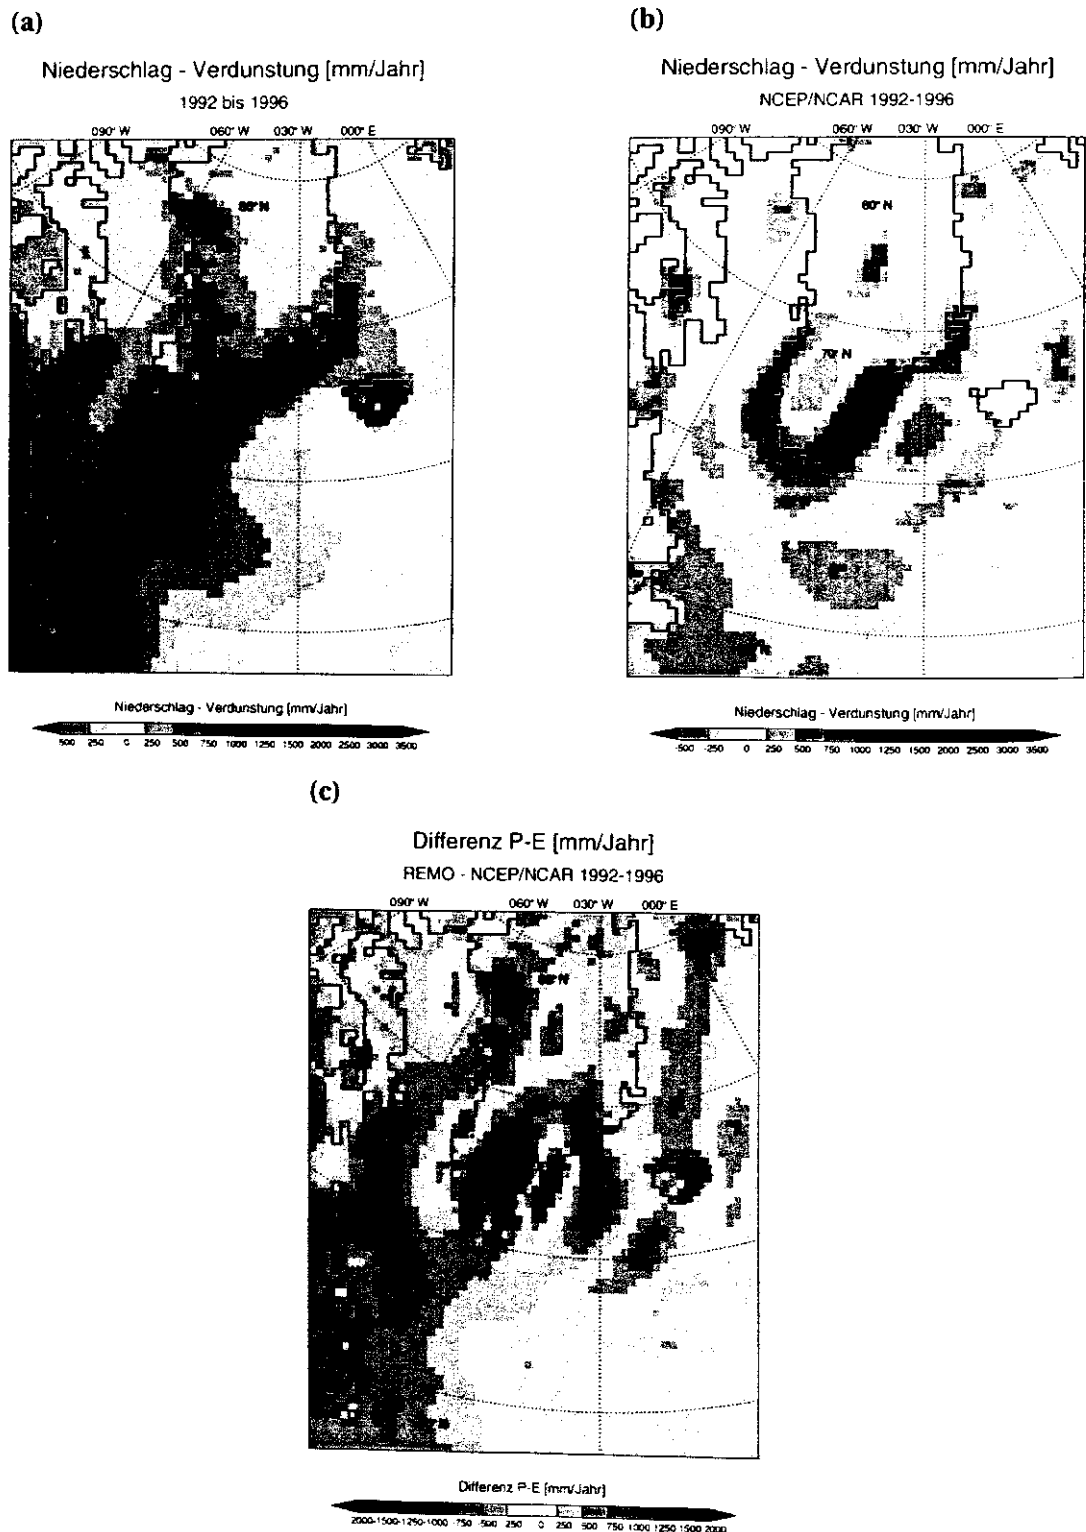 (a)
Niederschlag - Verdunstung [mm/Jahr]
1992 bis 1996
090° W 060° W 030° W 000° E
80° N
Niederschlag - Verdunstung [mm/Jahr]
500 250 0 250 500 750 1000 1250 1500 2000 2500 3000 3500
(b)
Niederschlag - Verdunstung [mm/Jahr]
NCEP/NCAR 1992-1996
090° W 060° W 030° W 000° E
80° N
70° N
Niederschlag - Verdunstung [mm/Jahr]
-500 -250 0 250 500 750 1000 1250 1500 2000 2500 3000 3500
(c)
Differenz P-E [mm/Jahr]
REMO - NCEP/NCAR 1992-1996
090° W 060° W 030° W 000° E
80° N
Differenz P-E [mm/Jahr]
2000-1500-1250-1000 -750 -500 250 0 250 500 750 1000 1250 1500 2000